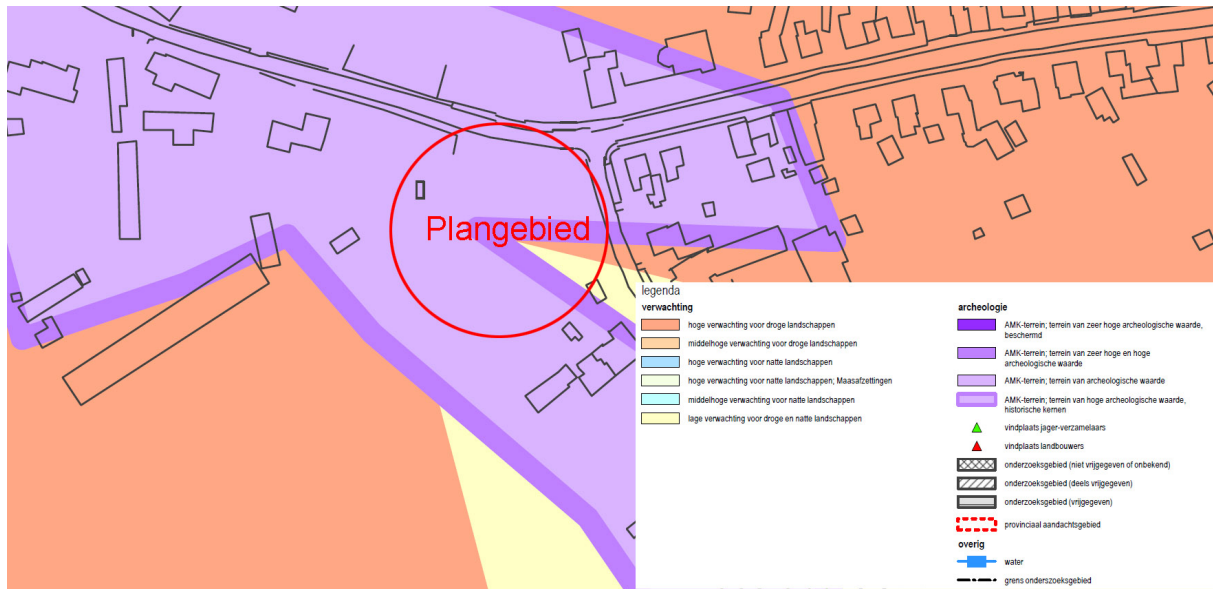 Plangebied
legenda
verwachting
hoge verwachting voor droge landschappen
middelhoge verwachting voor droge landschappen
hoge verwachting voor natte landschappen
hoge verwachting voor natte landschappen; Maasafzettingen
middelhoge verwachting voor natte landschappen
lage verwachting voor droge en natte landschappen
archeologie
AMK-terrein; terrein van zeer hoge archeologische waarde,
beschermd
AMK-terrein; terrein van zeer hoge en hoge
archeologische waarde
AMK-terrein; terrein van archeologische waarde
AMK-terrein; terrein van hoge archeologische waarde,
historische kernen
vindplaats jager-verzamelaars
vindplaats landbouwers
onderzoeksgebied (niet vrijgegeven of onbekend)
onderzoeksgebied (deels vrijgegeven)
onderzoeksgebied (vrijgegeven)
provinciaal aandachtsgebied
overig
water
grens onderszoeksgebied